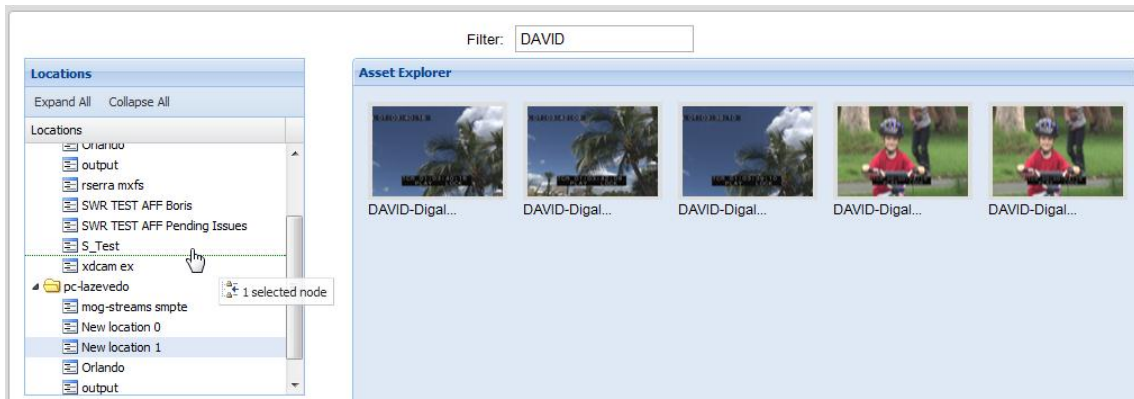 Filter: DAVID
Locations
Expand All Collapse All
Locations
Orlando
output
rserra mxfs
SWR TEST AFF Boris
SWR TEST AFF Pending Issues
S_Test
xdcam ex
pc-lazevedo
mog-streams smpte
New location 0
New location 1
Orlando
output
1 selected node
Asset Explorer
DAVID-Digal...
DAVID-Digal...
DAVID-Digal...
DAVID-Digal...
DAVID-Digal...